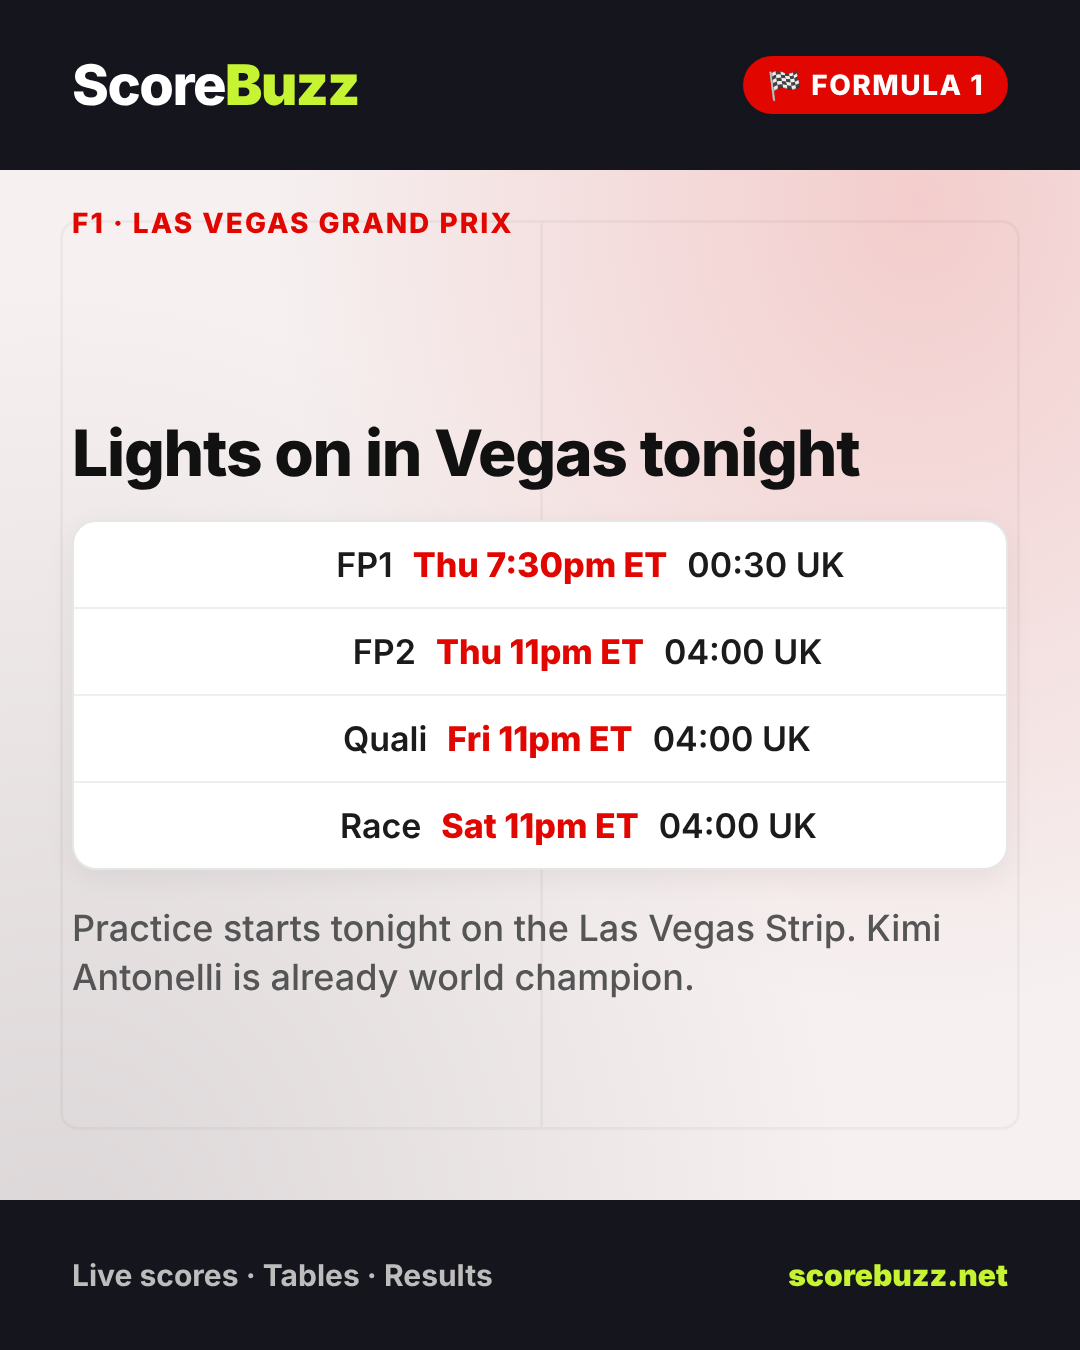 ScoreBuzz
🏁 FORMULA 1
F1 · LAS VEGAS GRAND PRIX
Lights on in Vegas tonight
FP1 Thu 7:30pm ET 00:30 UK
FP2 Thu 11pm ET 04:00 UK
Quali Fri 11pm ET 04:00 UK
Race Sat 11pm ET 04:00 UK
Practice starts tonight on the Las Vegas Strip. Kimi
Antonelli is already world champion.
Live scores · Tables · Results
scorebuzz.net